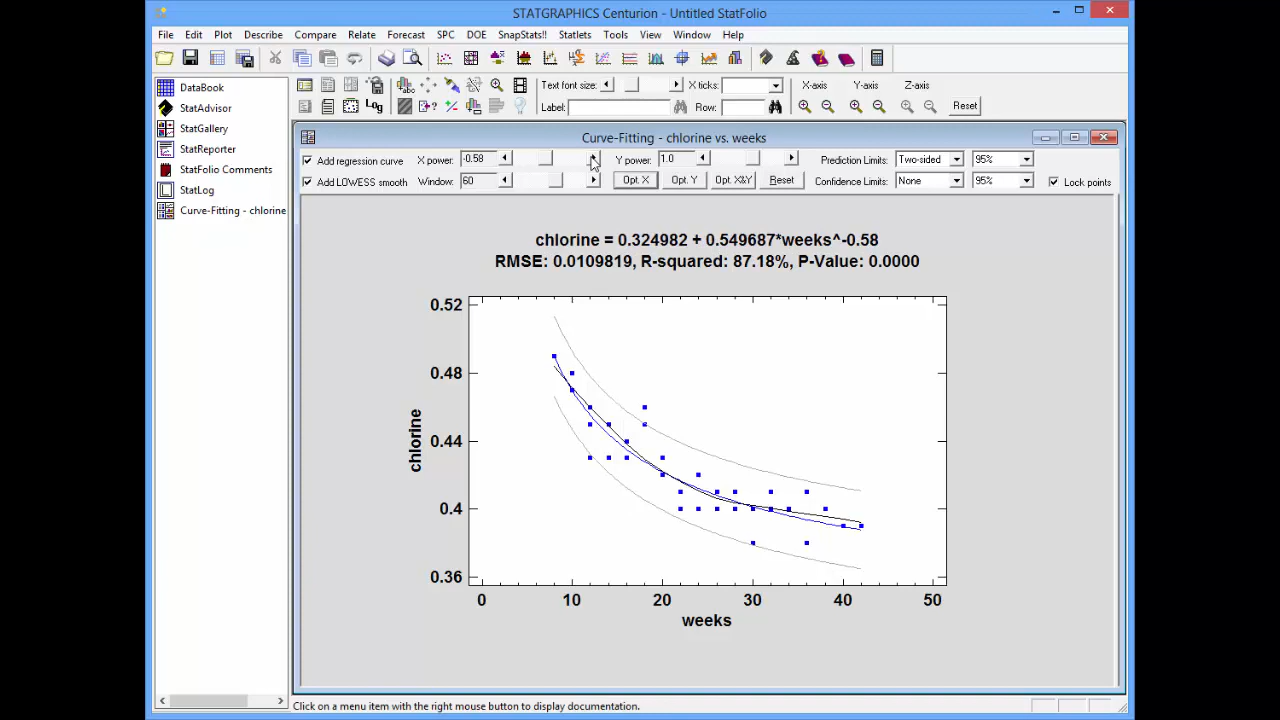 STATGRAPHICS Centurion - Untitled StatFolio
File Edit Plot Describe Compare Relate Forecast SPC DOE SnapStats!! Statlets Tools View Window Help
Text font size: X ticks: X-axis Y-axis Z-axis
Log Label: Row: Reset
DataBook
StatAdvisor
StatGallery
StatReporter
StatFolio Comments
StatLog
Curve-Fitting - chlorine
Curve-Fitting - chlorine vs. weeks
Add regression curve X power: -0.58 Y power: 1.0 Prediction Limits: Two-sided 95%
Add LOWESS smooth Window: 60 Opt. X Opt. Y Opt. X&Y Reset Confidence Limits: None 95% Lock points
chlorine = 0.324982 + 0.549687*weeks^-0.58
RMSE: 0.0109819, R-squared: 87.18%, P-Value: 0.0000
0.52
0.48
0.44
0.4
0.36
chlorine
0 10 20 30 40 50
weeks
Click on a menu item with the right mouse button to display documentation.